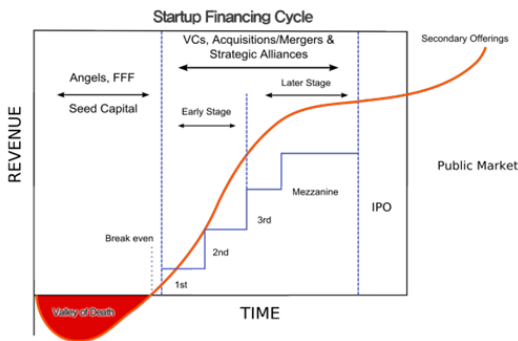 Startup Financing Cycle
VCs, Acquisitions/Mergers &
Strategic Alliances
Secondary Offerings
Angels, FFF
Seed Capital
Later Stage
Early Stage
REVENUE
Public Market
Mezzanine
IPO
3rd
Break even
2nd
1st
Valley of Death
TIME